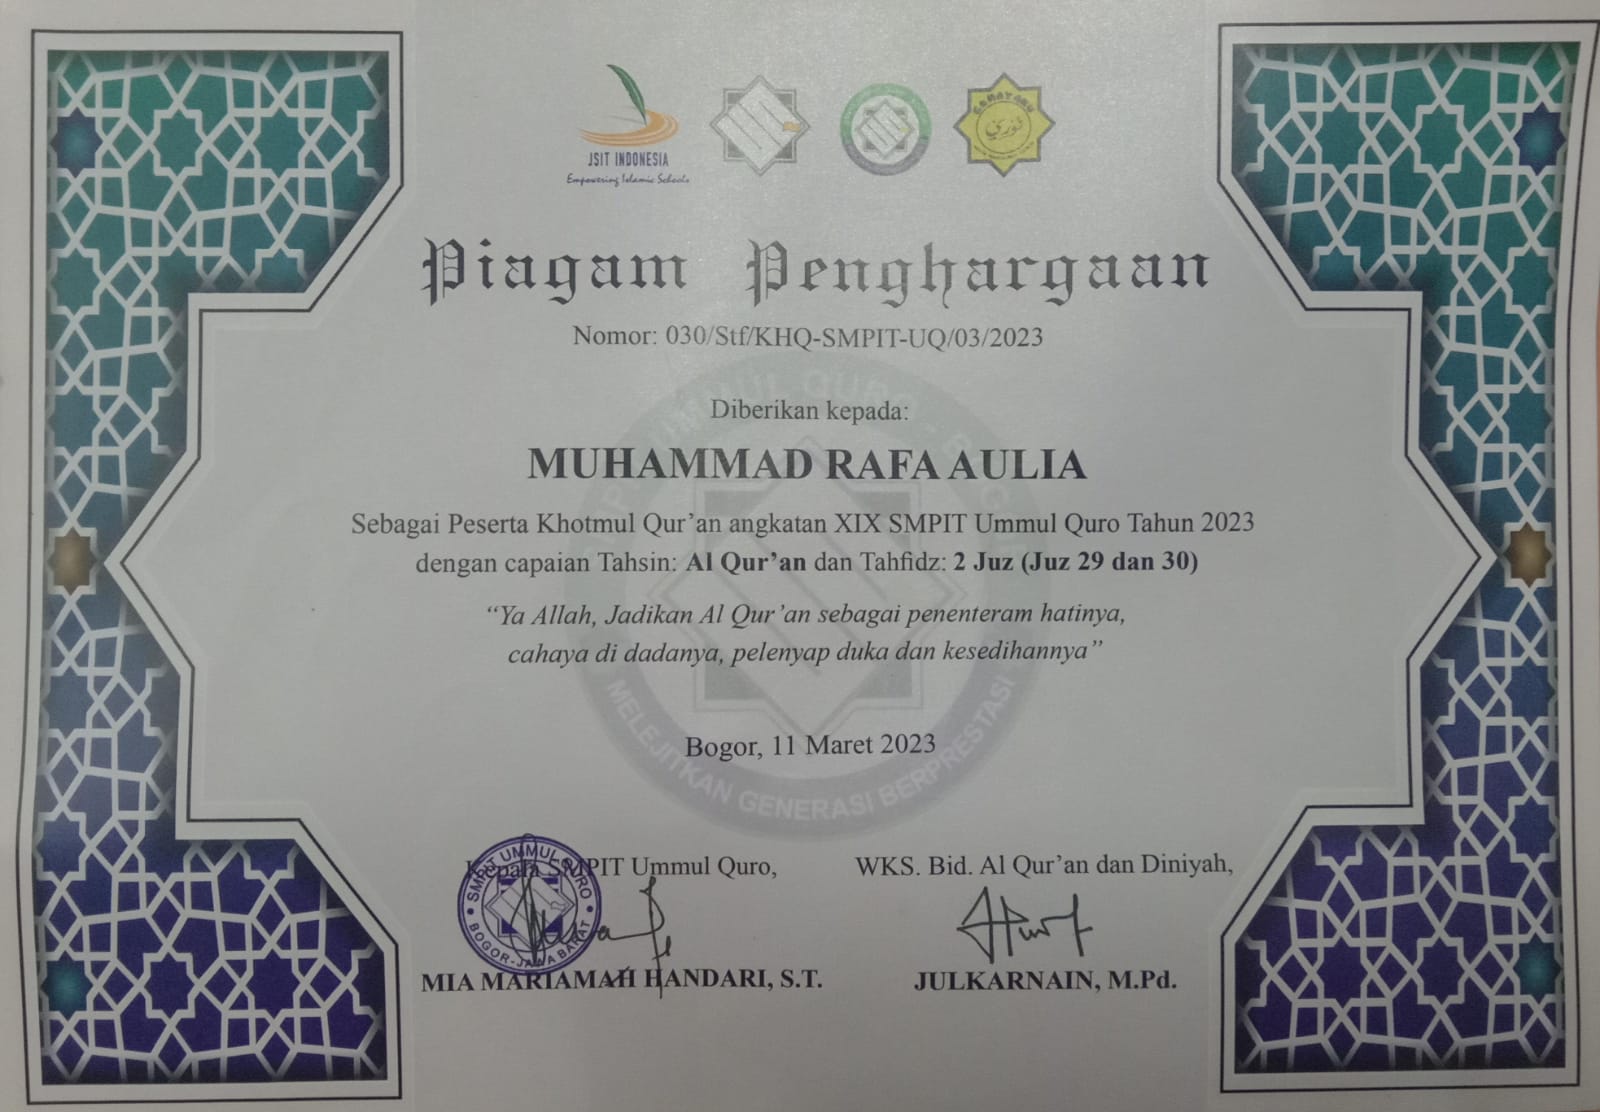 JSIT INDONESIA
Empowering Islamic Schools
Piagam Penghargaan
Nomor: 030/Stf/KHQ-SMPIT-UQ/03/2023
Diberikan kepada:
MUHAMMAD RAFA AULIA
Sebagai Peserta Khotmul Qur’an angkatan XIX SMPIT Ummul Quro Tahun 2023
dengan capaian Tahsin: Al Qur’an dan Tahfidz: 2 Juz (Juz 29 dan 30)
“Ya Allah, Jadikan Al Qur’an sebagai penenteram hatinya,
cahaya di dadanya, pelenyap duka dan kesedihannya”
MELEJITKAN GENERASI BERPRESTASI
Bogor, 11 Maret 2023
Kepala SMPIT Ummul Quro,
WKS. Bid. Al Qur’an dan Diniyah,
SMPIT UMMUL QURO
BOGOR-JAWA BARAT
MIA MARIAMAH HANDARI, S.T.
JULKARNAIN, M.Pd.